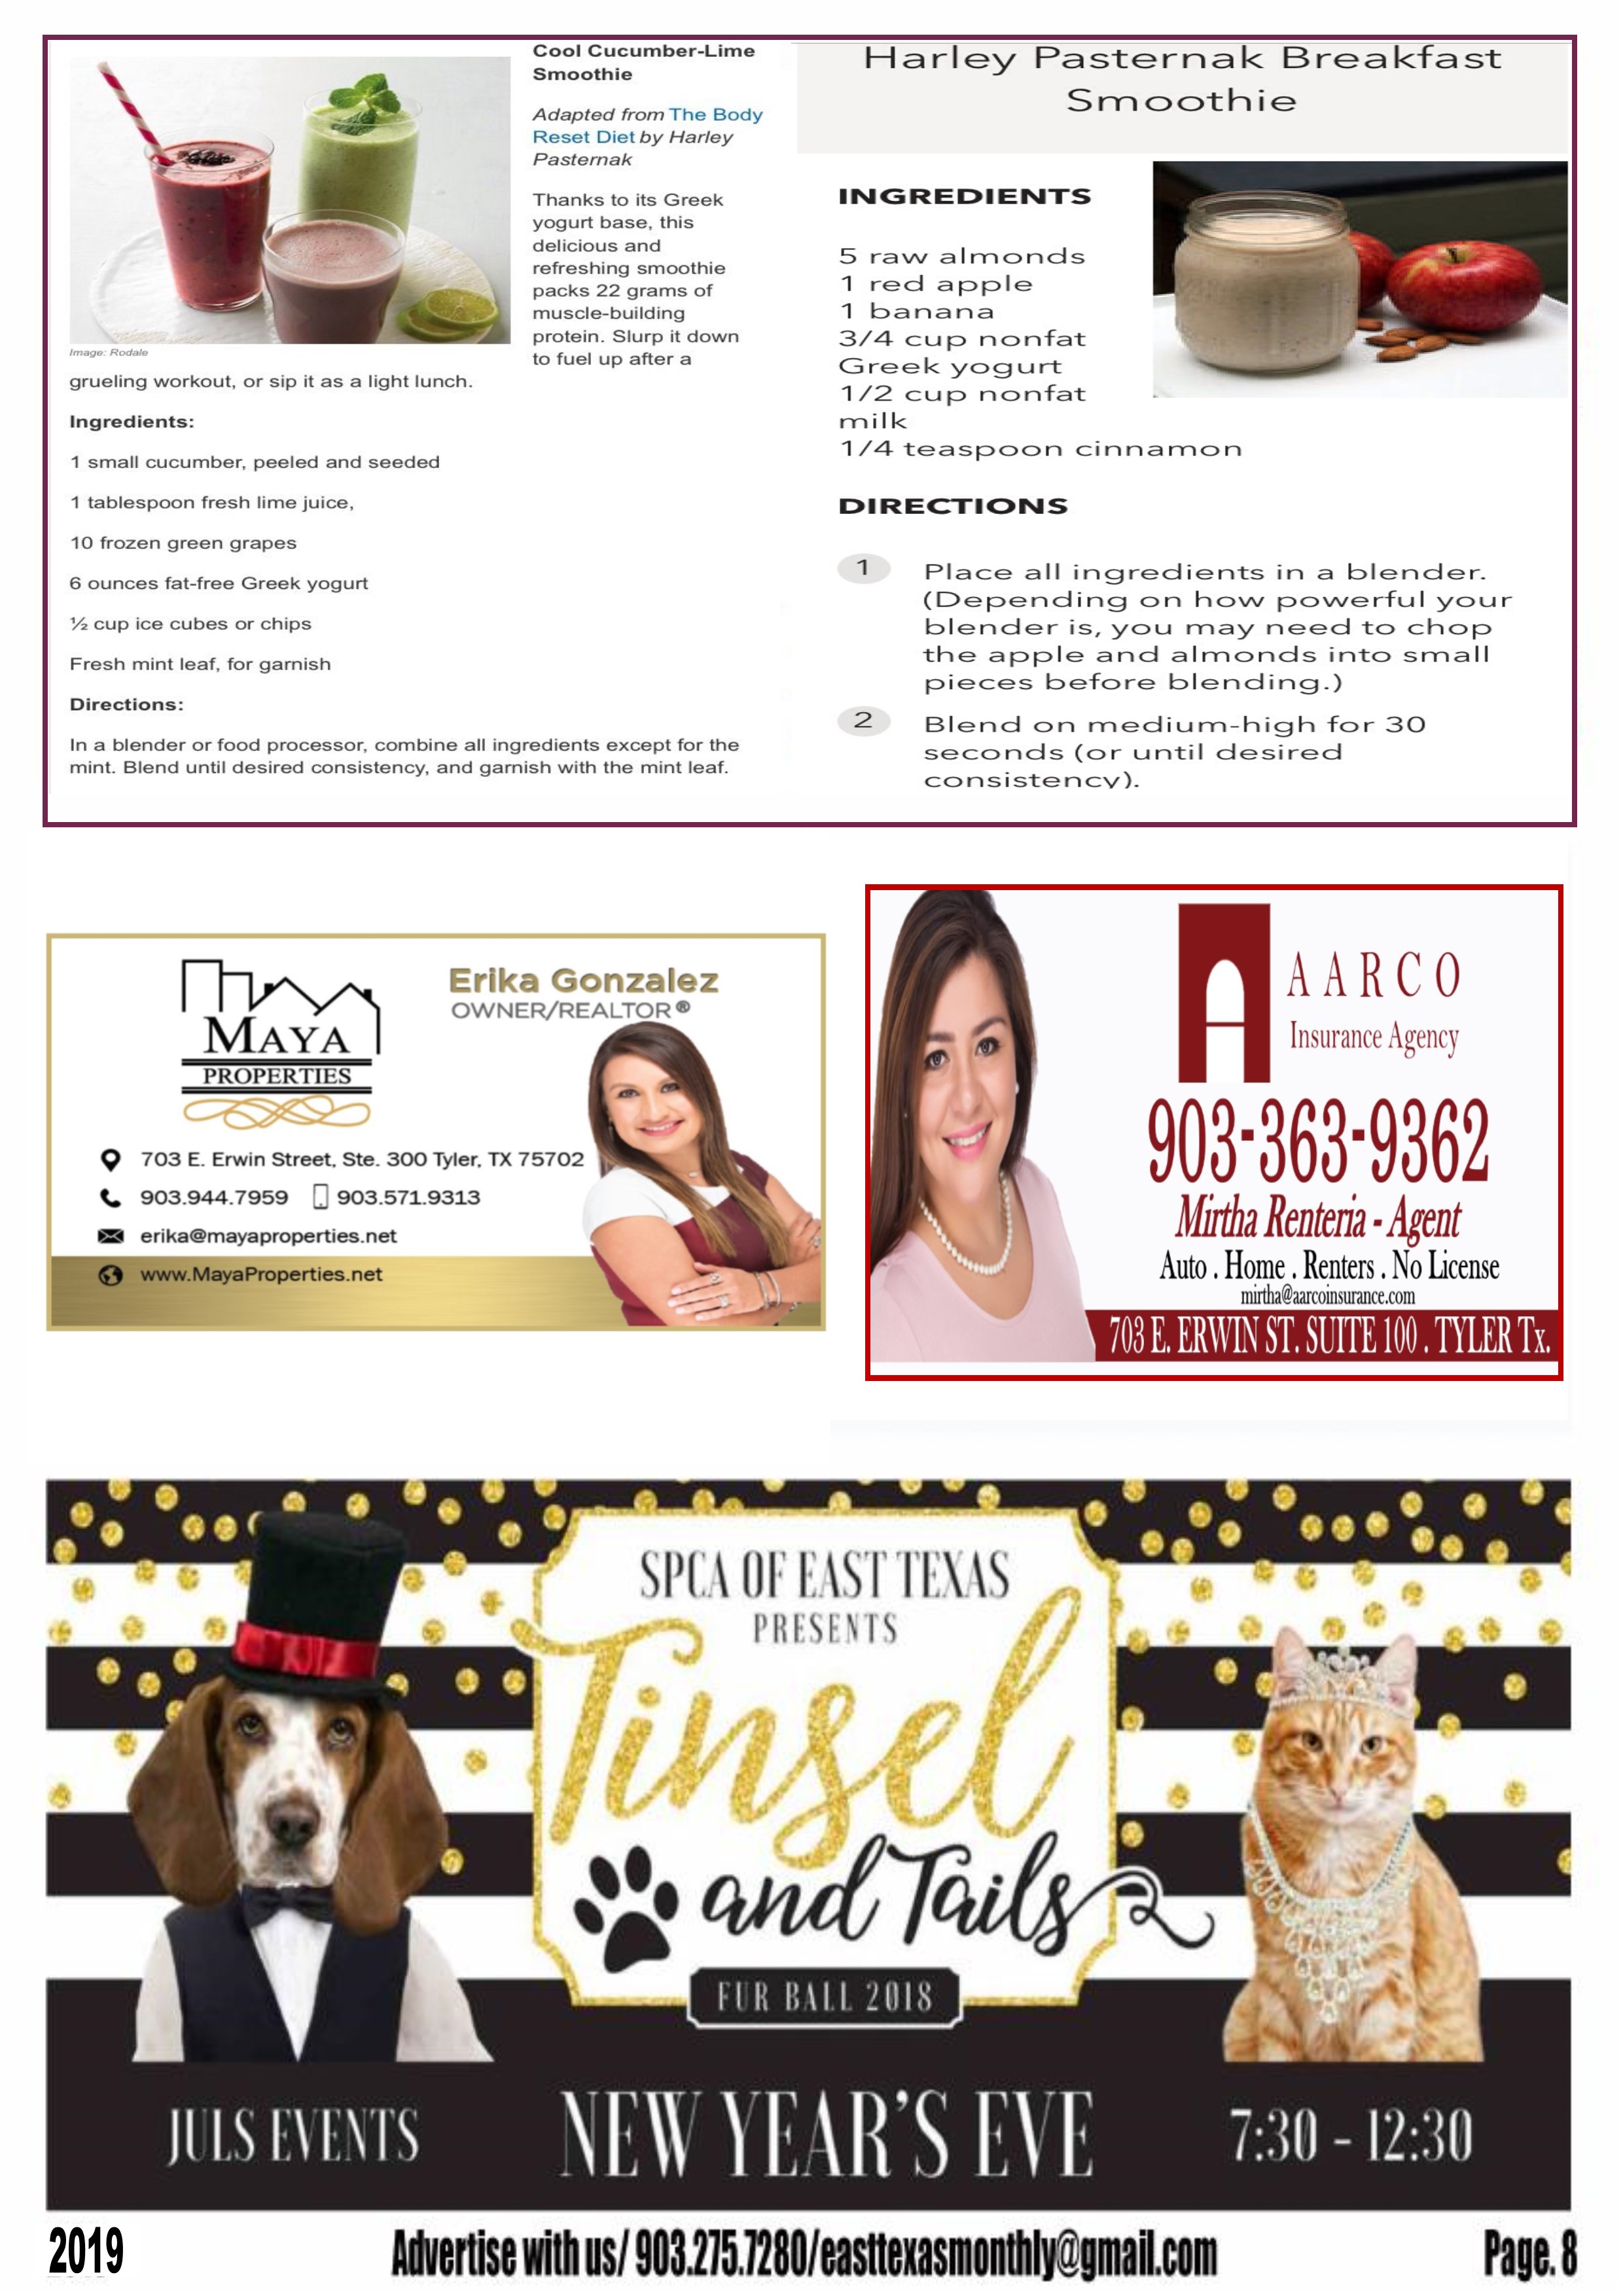 Cool Cucumber-Lime
Smoothie
Adapted from The Body
Reset Diet by Harley
Pasternak
Thanks to its Greek
yogurt base, this
delicious and
refreshing smoothie
packs 22 grams of
muscle-building
protein. Slurp it down
to fuel up after a
Image: Rodale
grueling workout, or sip it as a light lunch.
Ingredients:
1 small cucumber, peeled and seeded
1 tablespoon fresh lime juice,
10 frozen green grapes
6 ounces fat-free Greek yogurt
½ cup ice cubes or chips
Fresh mint leaf, for garnish
Directions:
In a blender or food processor, combine all ingredients except for the
mint. Blend until desired consistency, and garnish with the mint leaf.
Harley Pasternak Breakfast
Smoothie
INGREDIENTS
5 raw almonds
1 red apple
1 banana
3/4 cup nonfat
Greek yogurt
1/2 cup nonfat
milk
1/4 teaspoon cinnamon
DIRECTIONS
1 Place all ingredients in a blender.
(Depending on how powerful your
blender is, you may need to chop
the apple and almonds into small
pieces before blending.)
2 Blend on medium-high for 30
seconds (or until desired
consistency).
MAYA
PROPERTIES
Erika Gonzalez
OWNER/REALTOR®
703 E. Erwin Street, Ste. 300 Tyler, TX 75702
903.944.7959 903.571.9313
erika@mayaproperties.net
www.MayaProperties.net
AARCO
Insurance Agency
903-363-9362
Mirtha Renteria - Agent
Auto . Home . Renters . No License
mirtha@aarcoinsurance.com
703 E. ERWIN ST. SUITE 100 . TYLER Tx.
SPCA OF EAST TEXAS
PRESENTS
Tinsel
and Tails
FUR BALL 2018
JULS EVENTS NEW YEAR'S EVE 7:30 - 12:30
2019 Advertise with us/ 903.275.7280/easttexasmonthly@gmail.com Page. 8